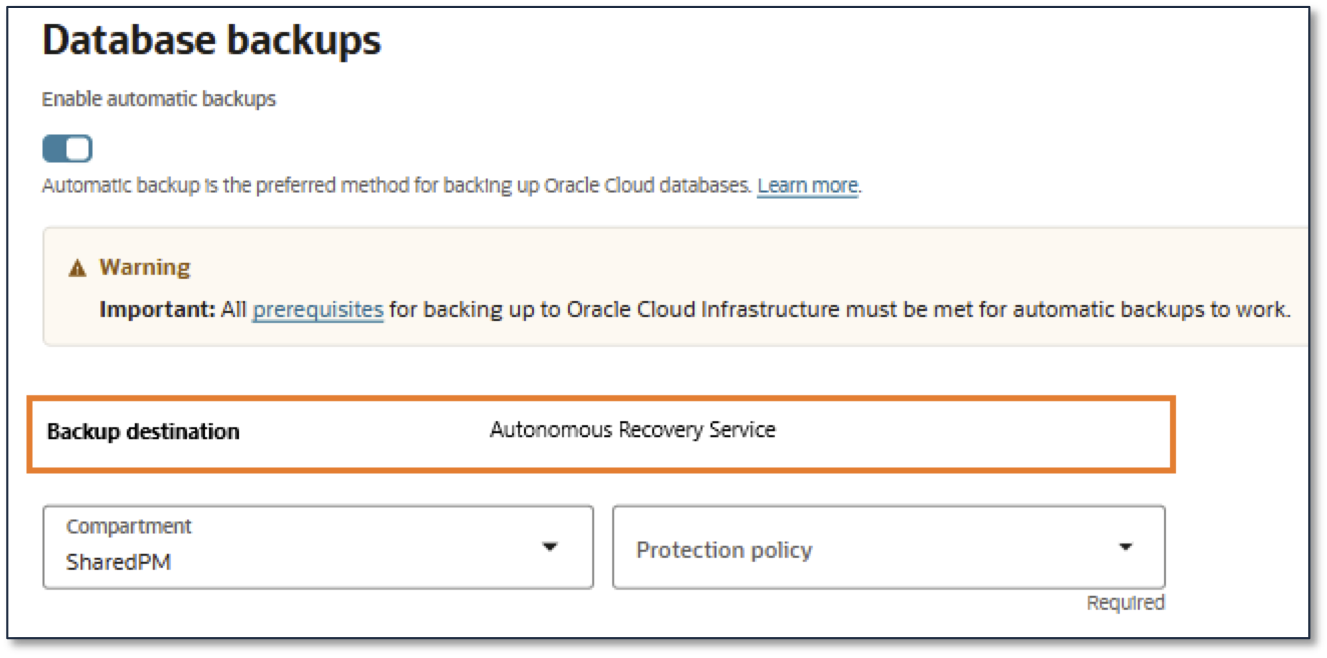 Database backups
Enable automatic backups
Automatic backup is the preferred method for backing up Oracle Cloud databases. Learn more.
Warning
Important: All prerequisites for backing up to Oracle Cloud Infrastructure must be met for automatic backups to work.
Backup destination Autonomous Recovery Service
Compartment
SharedPM
Protection policy
Required